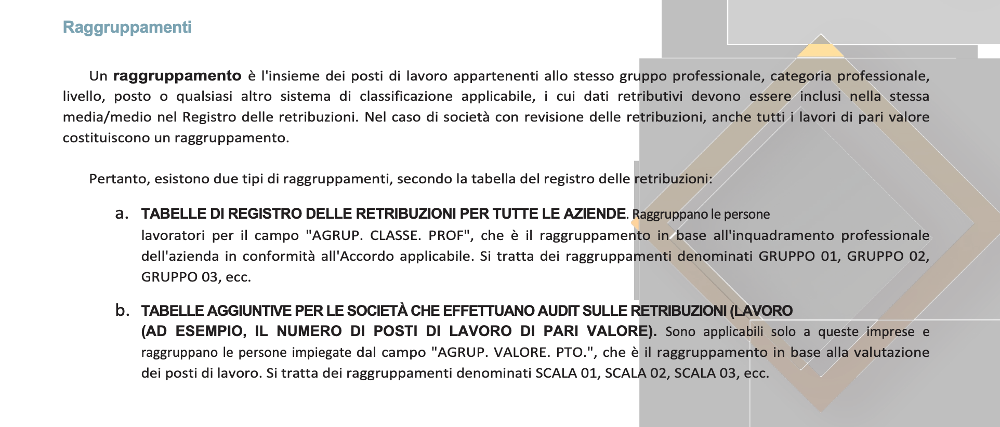 Raggruppamenti
Un raggruppamento è l'insieme dei posti di lavoro appartenenti allo stesso gruppo professionale, categoria professionale,
livello, posto o qualsiasi altro sistema di classificazione applicabile, i cui dati retributivi devono essere inclusi nella stessa
media/medio nel Registro delle retribuzioni. Nel caso di società con revisione delle retribuzioni, anche tutti i lavori di pari valore
costituiscono un raggruppamento.
Pertanto, esistono due tipi di raggruppamenti, secondo la tabella del registro delle retribuzioni:
a. TABELLE DI REGISTRO DELLE RETRIBUZIONI PER TUTTE LE AZIENDE. Raggruppano le persone
lavoratori per il campo "AGRUP. CLASSE. PROF", che è il raggruppamento in base all'inquadramento professionale
dell'azienda in conformità all'Accordo applicabile. Si tratta dei raggruppamenti denominati GRUPPO 01, GRUPPO 02,
GRUPPO 03, ecc.
b. TABELLE AGGIUNTIVE PER LE SOCIETÀ CHE EFFETTUANO AUDIT SULLE RETRIBUZIONI (LAVORO
(AD ESEMPIO, IL NUMERO DI POSTI DI LAVORO DI PARI VALORE). Sono applicabili solo a queste imprese e
raggruppano le persone impiegate dal campo "AGRUP. VALORE. PTO.", che è il raggruppamento in base alla valutazione
dei posti di lavoro. Si tratta dei raggruppamenti denominati SCALA 01, SCALA 02, SCALA 03, ecc.